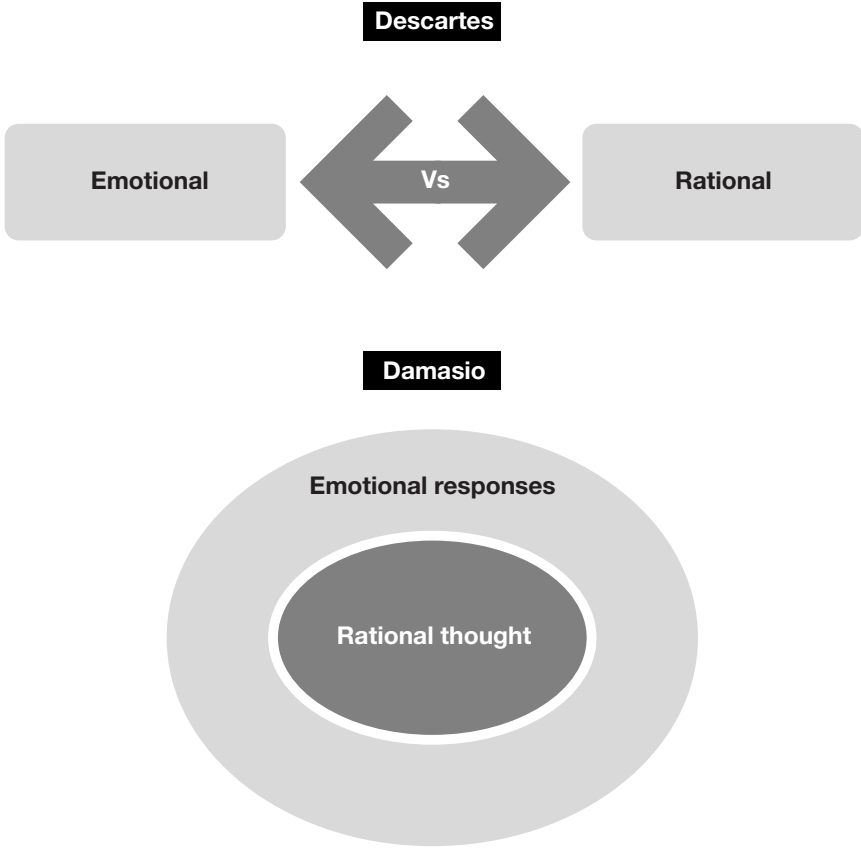 Descartes
Emotional
Vs
Rational
Damasio
Emotional responses
Rational thought